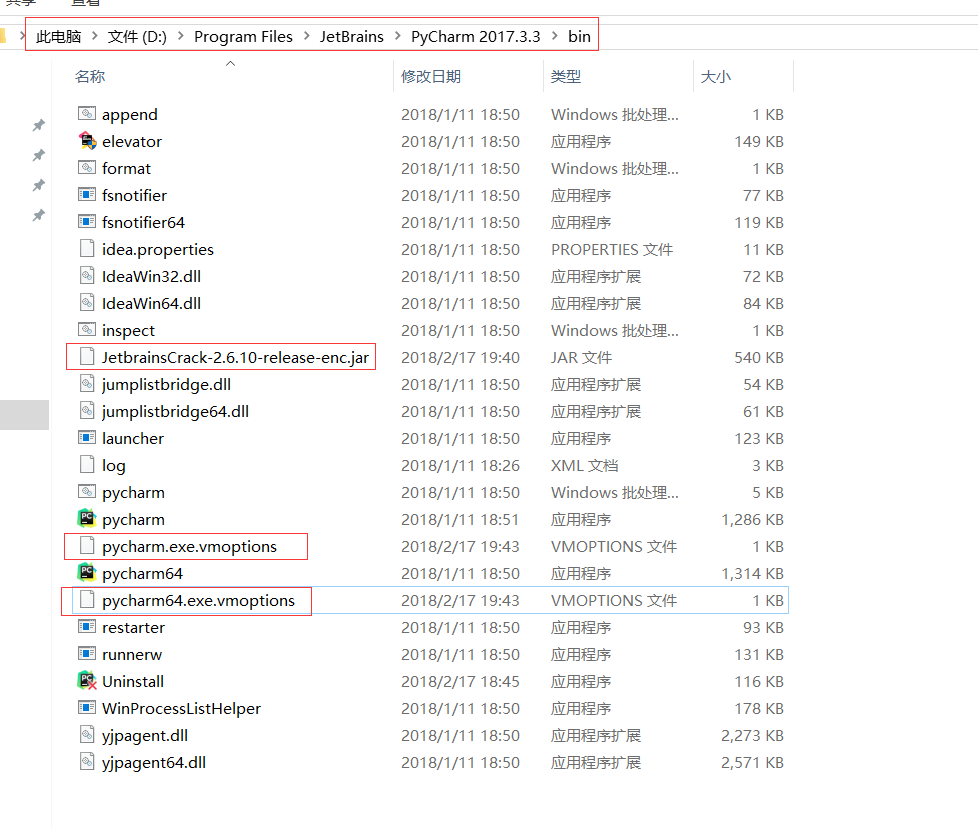 共享 查看
此电脑 > 文件 (D:) > Program Files > JetBrains > PyCharm 2017.3.3 > bin
名称 修改日期 类型 大小
append 2018/1/11 18:50 Windows 批处理... 1 KB
elevator 2018/1/11 18:50 应用程序 149 KB
format 2018/1/11 18:50 Windows 批处理... 1 KB
fsnotifier 2018/1/11 18:50 应用程序 77 KB
fsnotifier64 2018/1/11 18:50 应用程序 119 KB
idea.properties 2018/1/11 18:50 PROPERTIES 文件 11 KB
IdeaWin32.dll 2018/1/11 18:50 应用程序扩展 72 KB
IdeaWin64.dll 2018/1/11 18:50 应用程序扩展 84 KB
inspect 2018/1/11 18:50 Windows 批处理... 1 KB
JetbrainsCrack-2.6.10-release-enc.jar 2018/2/17 19:40 JAR 文件 540 KB
jumplistbridge.dll 2018/1/11 18:50 应用程序扩展 54 KB
jumplistbridge64.dll 2018/1/11 18:50 应用程序扩展 61 KB
launcher 2018/1/11 18:50 应用程序 123 KB
log 2018/1/11 18:26 XML 文档 3 KB
pycharm 2018/1/11 18:50 Windows 批处理... 5 KB
pycharm 2018/1/11 18:51 应用程序 1,286 KB
pycharm.exe.vmoptions 2018/2/17 19:43 VMOPTIONS 文件 1 KB
pycharm64 2018/1/11 18:50 应用程序 1,314 KB
pycharm64.exe.vmoptions 2018/2/17 19:43 VMOPTIONS 文件 1 KB
restarter 2018/1/11 18:50 应用程序 93 KB
runnerw 2018/1/11 18:50 应用程序 131 KB
Uninstall 2018/2/17 18:45 应用程序 116 KB
WinProcessListHelper 2018/1/11 18:50 应用程序 178 KB
yjpagent.dll 2018/1/11 18:50 应用程序扩展 2,273 KB
yjpagent64.dll 2018/1/11 18:50 应用程序扩展 2,571 KB